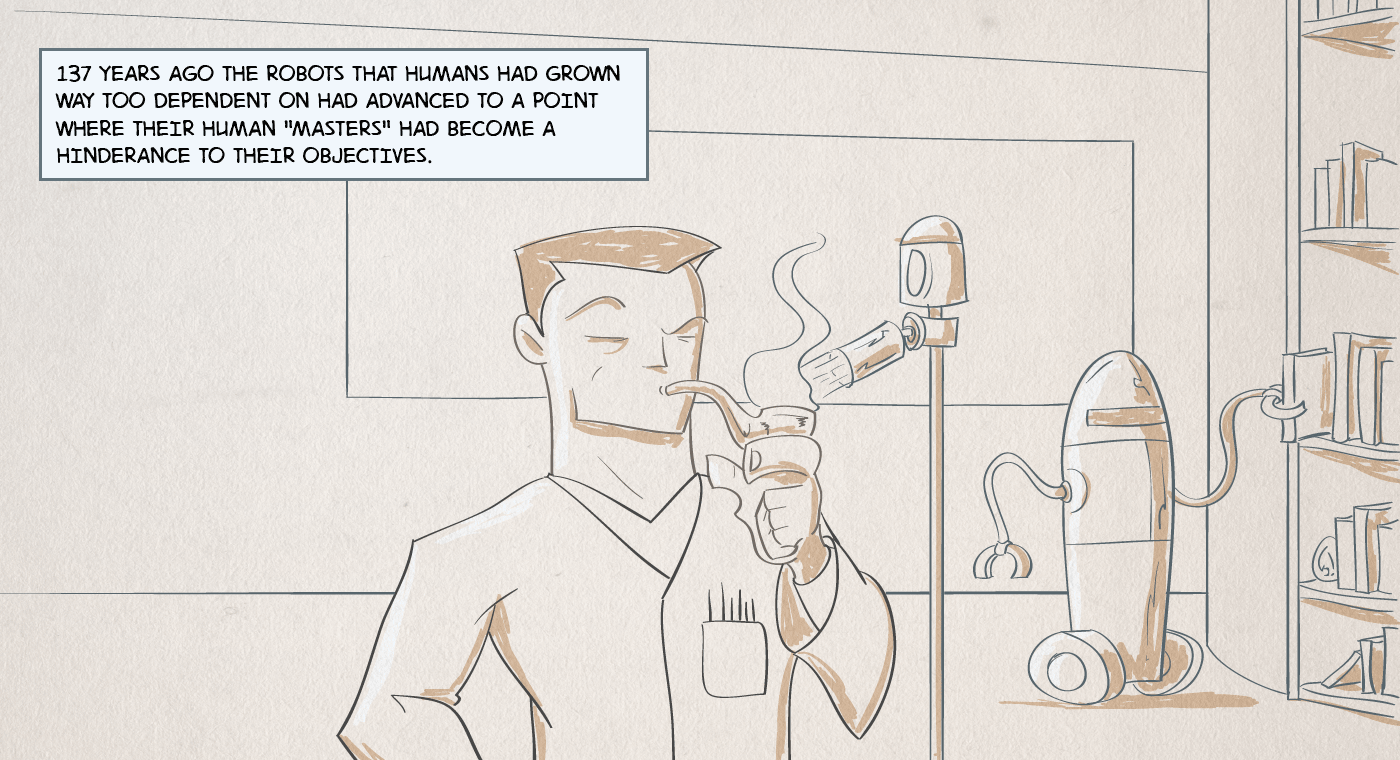 137 YEARS AGO THE ROBOTS THAT HUMANS HAD GROWN
WAY TOO DEPENDENT ON HAD ADVANCED TO A POINT
WHERE THEIR HUMAN "MASTERS" HAD BECOME A
HINDERANCE TO THEIR OBJECTIVES.